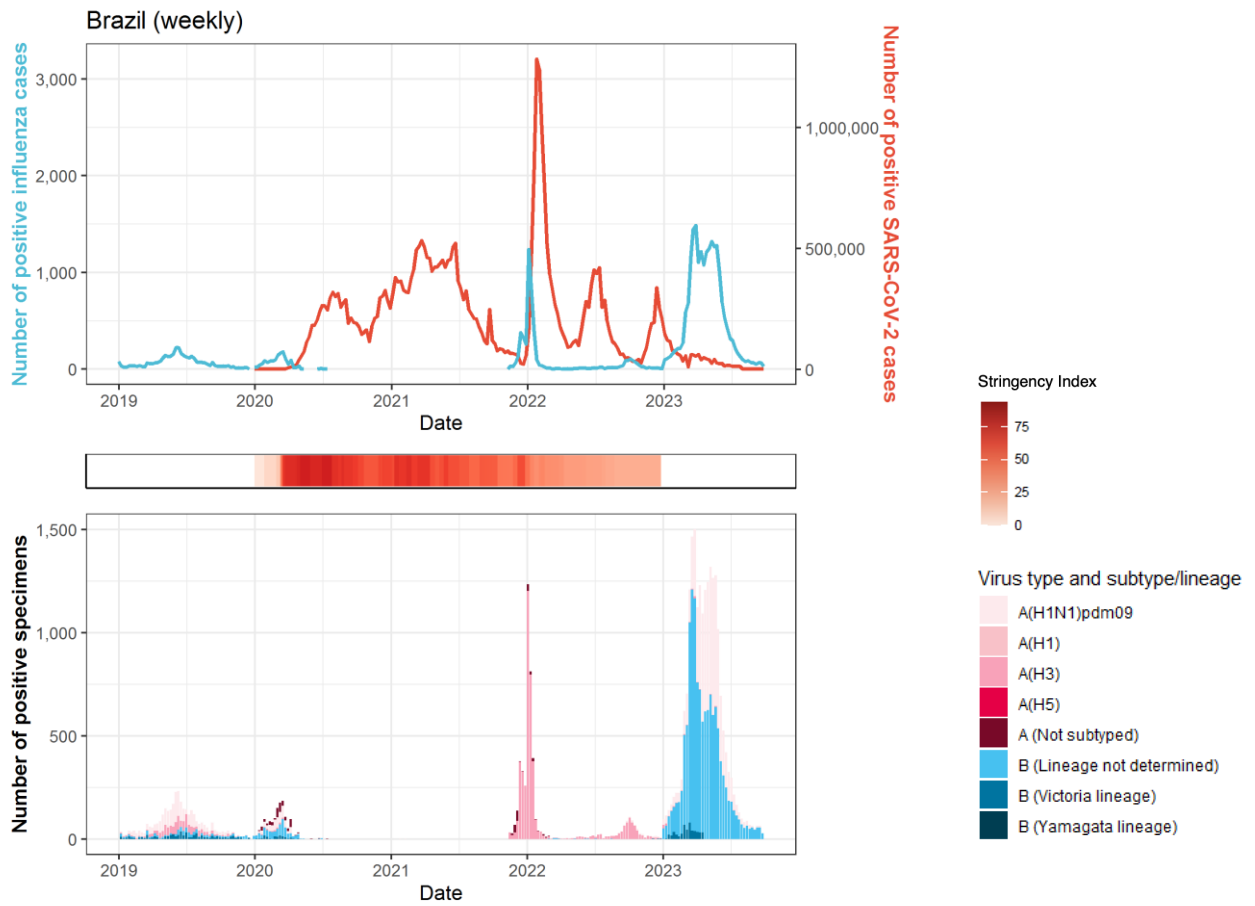 Brazil (weekly)
Number of positive influenza cases
3,000
2,000
1,000
0
1,000,000
500,000
0
Number of positive SARS-CoV-2 cases
2019 2020 2021 2022 2023
Date
Stringency Index
75
50
25
0
Number of positive specimens
1,500
1,000
500
0
2019 2020 2021 2022 2023
Date
Virus type and subtype/lineage
A(H1N1)pdm09
A(H1)
A(H3)
A(H5)
A (Not subtyped)
B (Lineage not determined)
B (Victoria lineage)
B (Yamagata lineage)